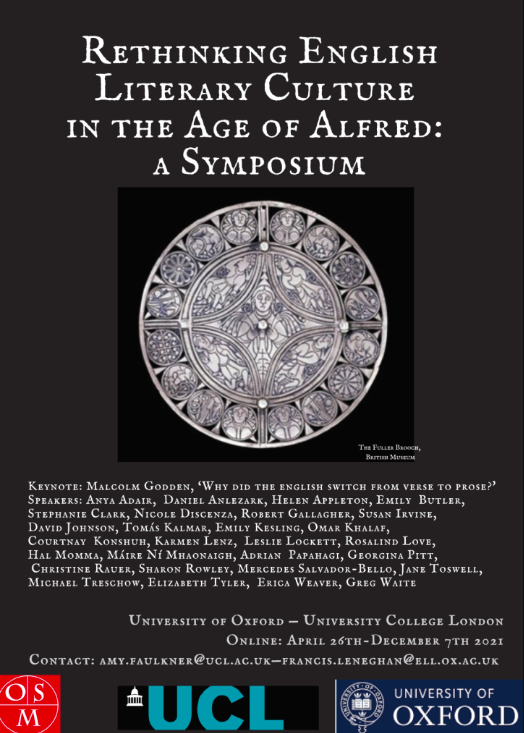 Rethinking English
Literary Culture
in the Age of Alfred:
a Symposium
The Fuller Brooch,
British Museum
Keynote: Malcolm Godden, ‘Why did the english switch from verse to prose?’
Speakers: Anya Adair, Daniel Anlezark, Helen Appleton, Emily Butler,
Stephanie Clark, Nicole Discenza, Robert Gallagher, Susan Irvine,
David Johnson, Tomás Kalmar, Emily Kesling, Omar Khalaf,
Courtnay Konshuh, Karmen Lenz, Leslie Lockett, Rosalind Love,
Hal Momma, Máire Ní Mhaonaigh, Adrian Papahagi, Georgina Pitt,
Christine Rauer, Sharon Rowley, Mercedes Salvador-Bello, Jane Toswell,
Michael Treschow, Elizabeth Tyler, Erica Weaver, Greg Waite
University of Oxford – University College London
Online: April 26th-December 7th 2021
Contact: amy.faulkner@ucl.ac.uk—francis.leneghan@ell.ox.ac.uk
O S
M
UCL
UNIVERSITY OF
OXFORD